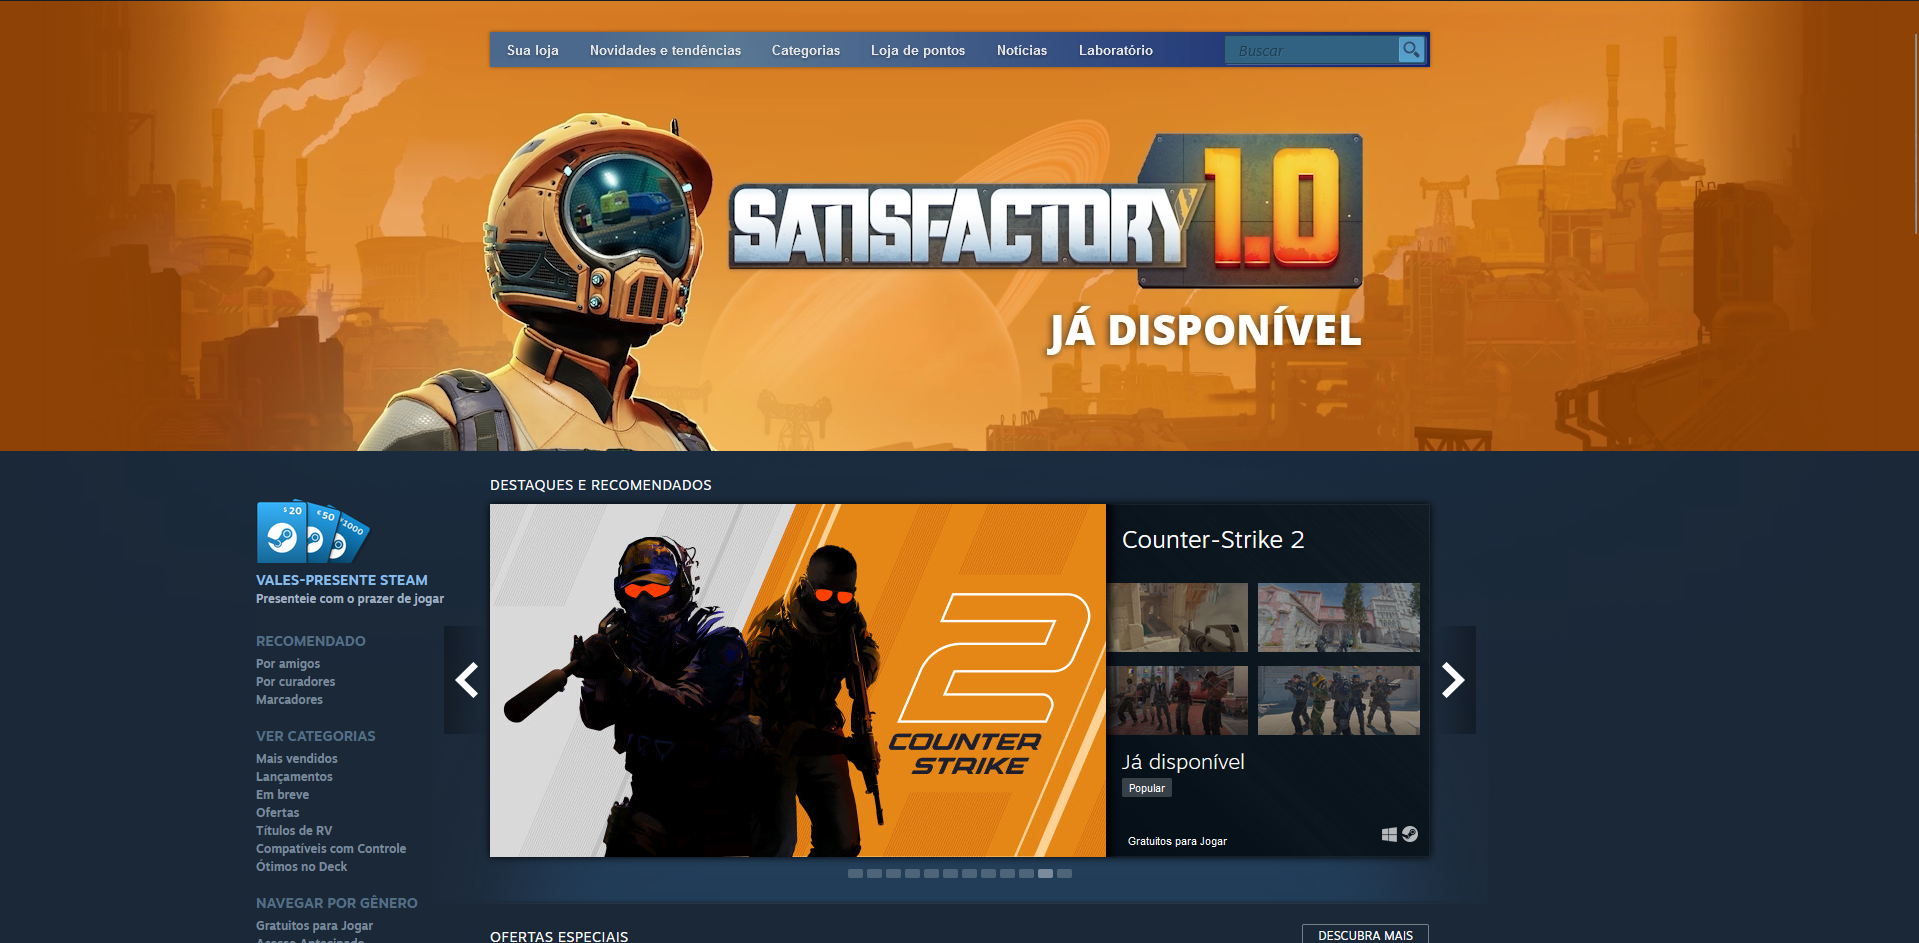 Sua loja
Novidades e tendências
Categorias
Loja de pontos
Notícias
Laboratório
Buscar
SATISFACTORY 1.0
JÁ DISPONÍVEL
$20
€50
¥1000
VALES-PRESENTE STEAM
Presenteie com o prazer de jogar
RECOMENDADO
Por amigos
Por curadores
Marcadores
VER CATEGORIAS
Mais vendidos
Lançamentos
Em breve
Ofertas
Títulos de RV
Compatíveis com Controle
Ótimos no Deck
NAVEGAR POR GÊNERO
Gratuitos para Jogar
DESTAQUES E RECOMENDADOS
2
COUNTER
STRIKE
Counter-Strike 2
Já disponível
Popular
Gratuitos para Jogar
OFERTAS ESPECIAIS
DESCUBRA MAIS